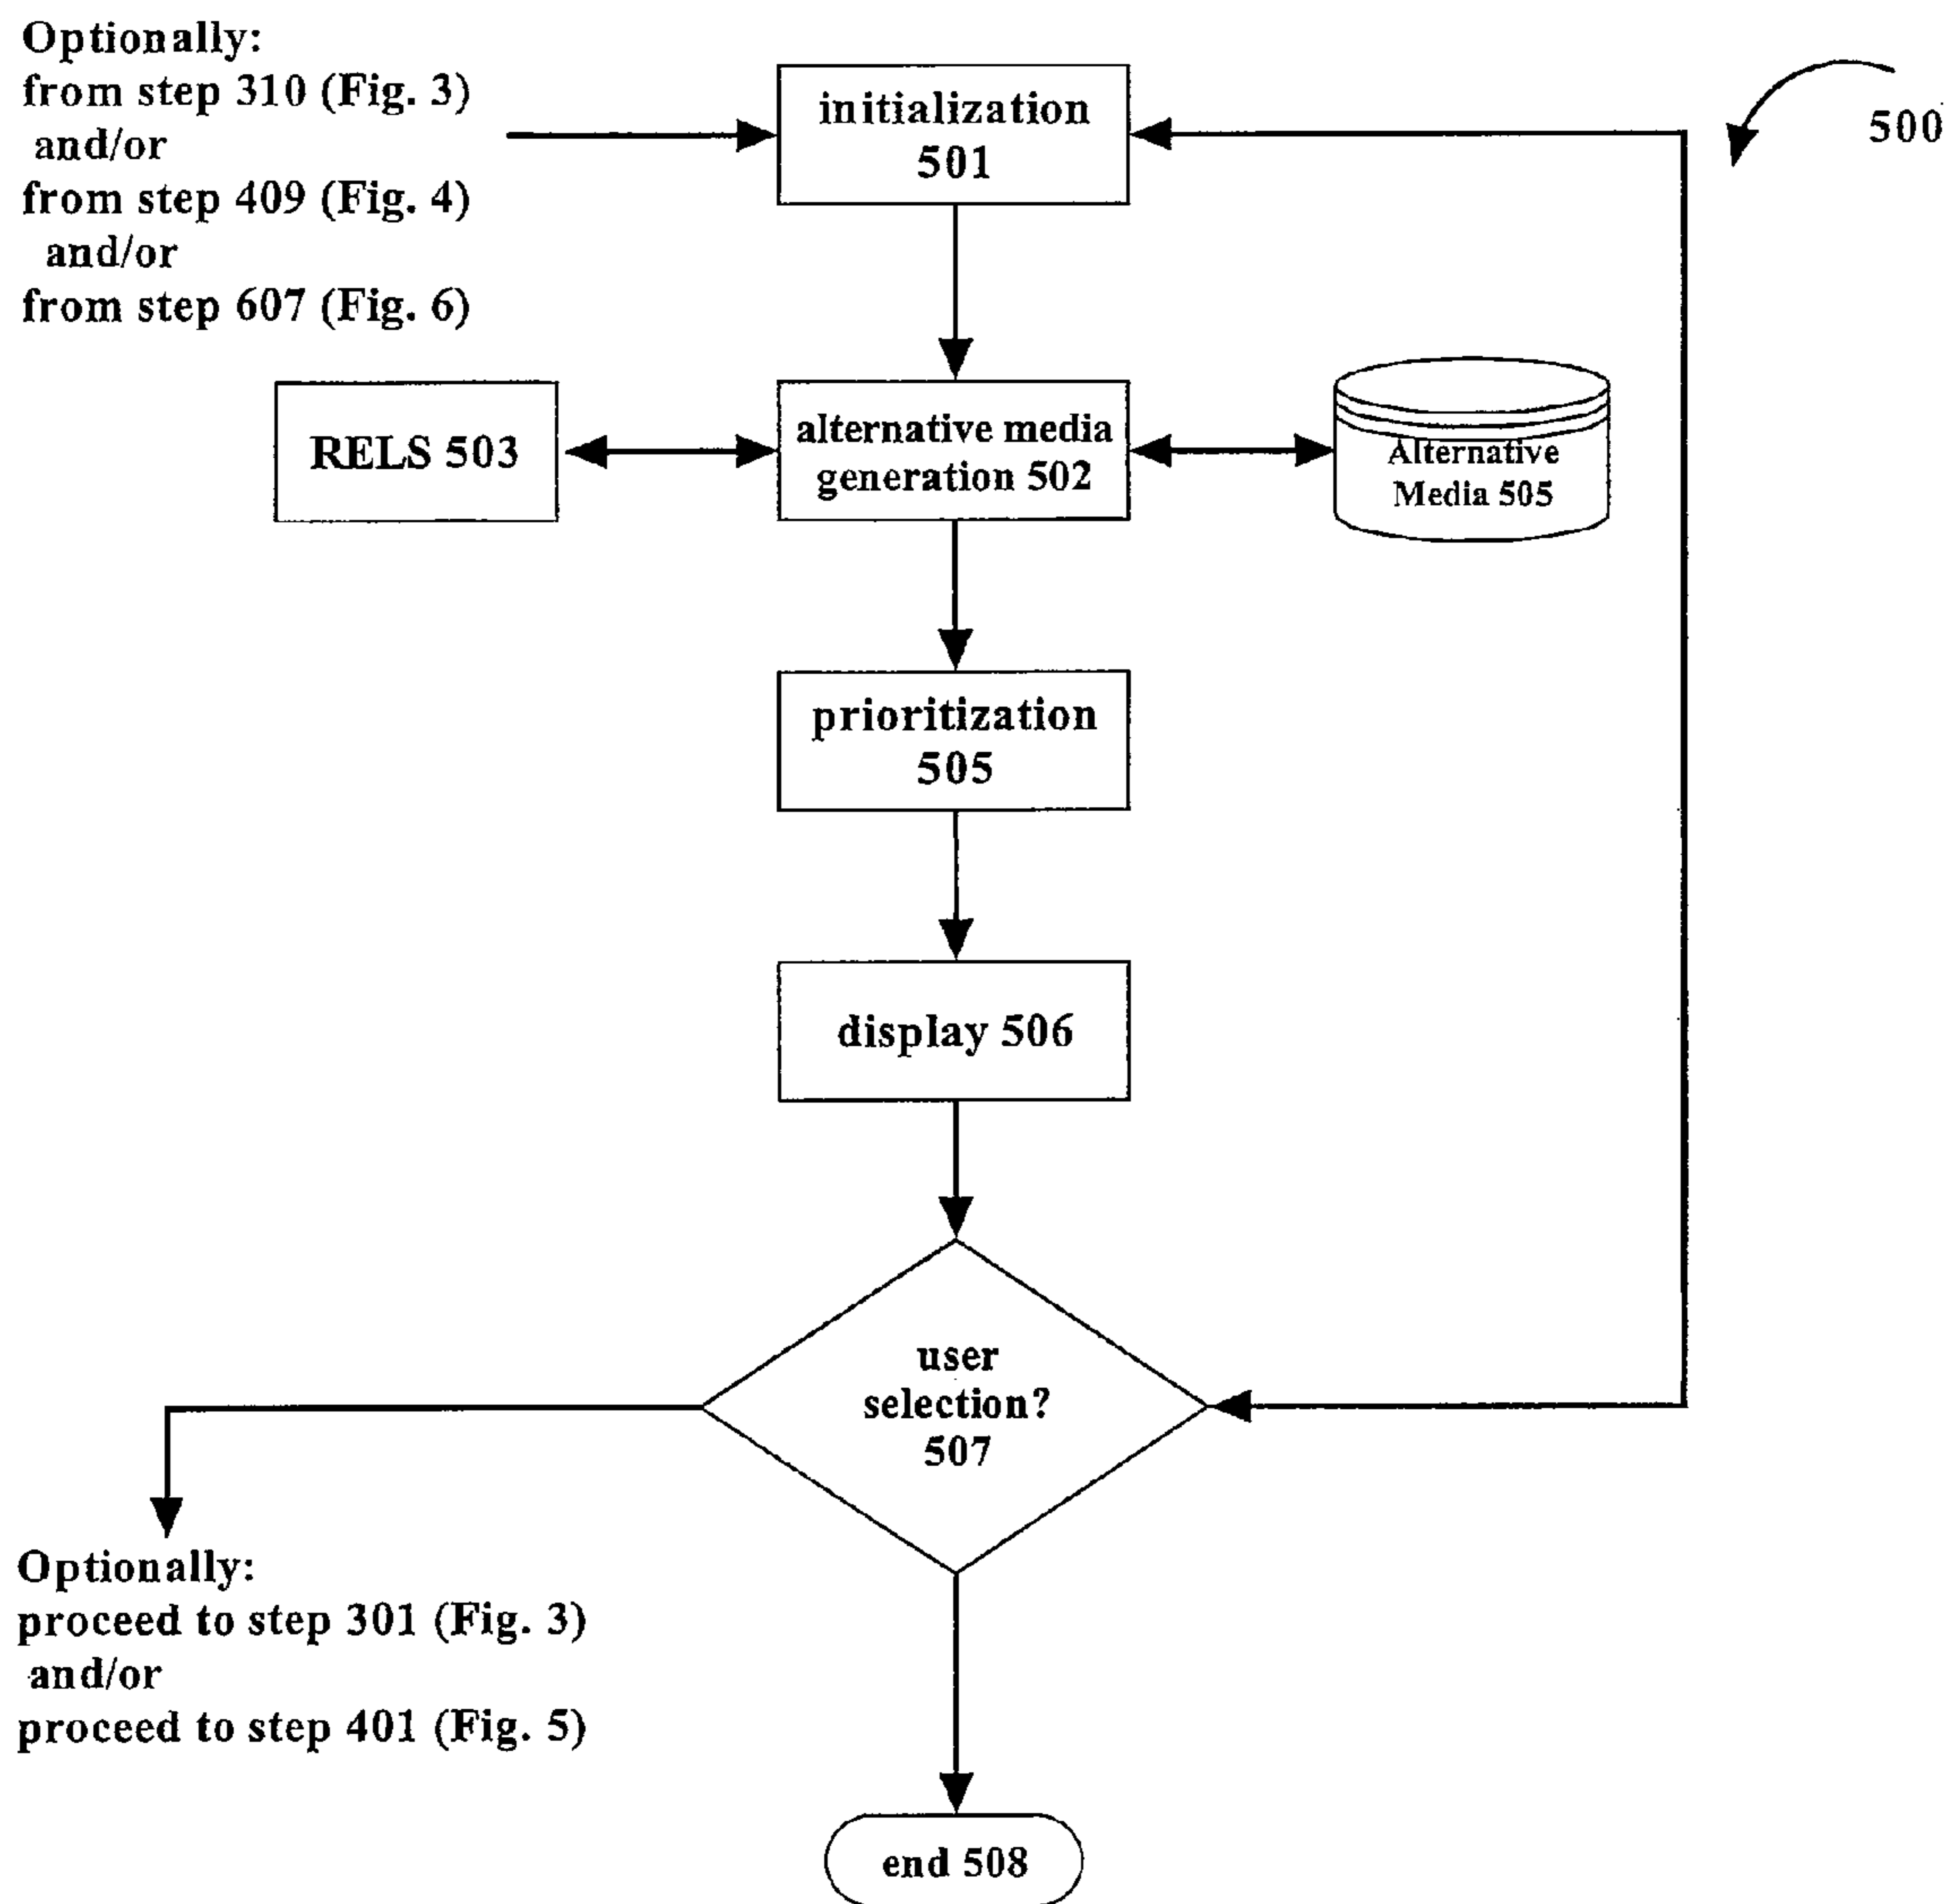 Optionally:
from step 310 (Fig. 3)
and/or
from step 409 (Fig. 4)
and/or
from step 607 (Fig. 6)
initialization
501
500
RELS 503
alternative media
generation 502
Alternative
Media 505
prioritization
505
display 506
user
selection?
507
Optionally:
proceed to step 301 (Fig. 3)
and/or
proceed to step 401 (Fig. 5)
end 508